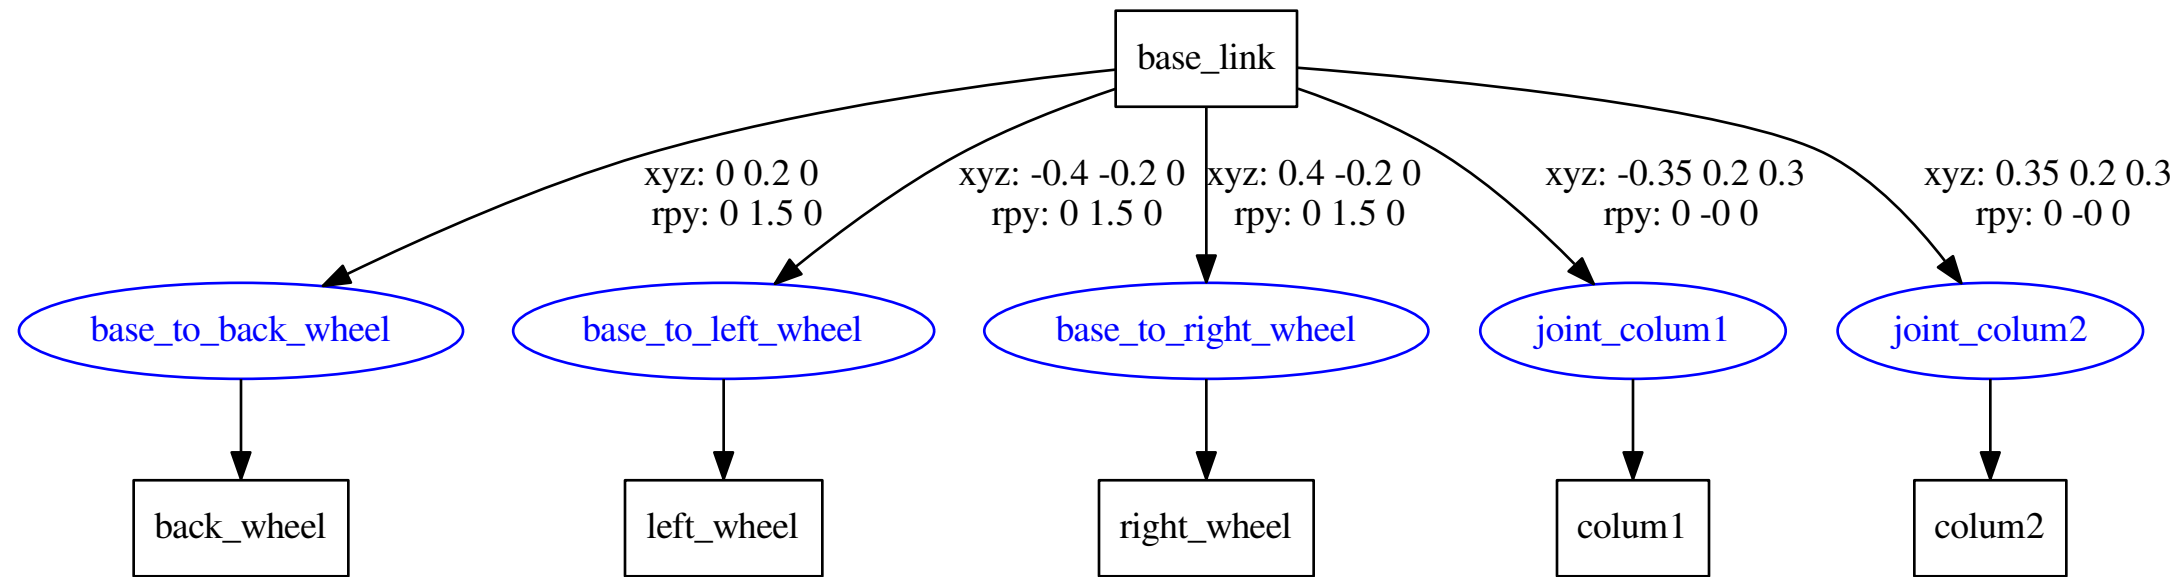 base_link
xyz: 0 0.2 0
rpy: 0 1.5 0
xyz: -0.4 -0.2 0
rpy: 0 1.5 0
xyz: 0.4 -0.2 0
rpy: 0 1.5 0
xyz: -0.35 0.2 0.3
rpy: 0 -0 0
xyz: 0.35 0.2 0.3
rpy: 0 -0 0
base_to_back_wheel
base_to_left_wheel
base_to_right_wheel
joint_colum1
joint_colum2
back_wheel
left_wheel
right_wheel
colum1
colum2